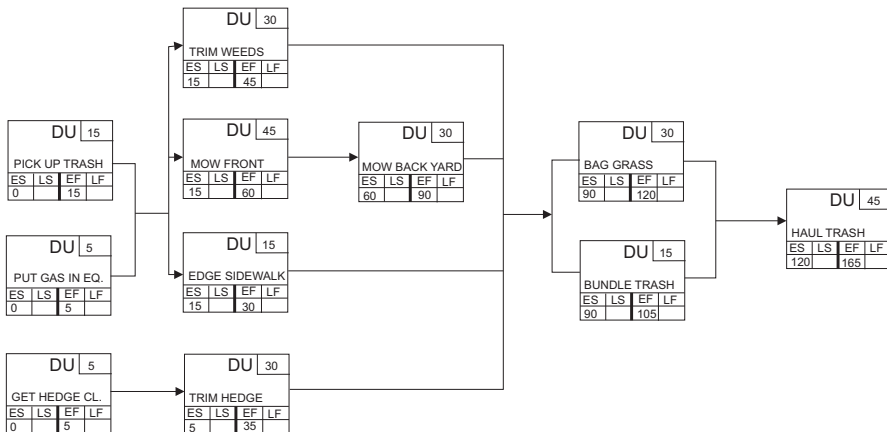 DU 30
TRIM WEEDS
ES LS EF LF
15 45
DU 15
PICK UP TRASH
ES LS EF LF
0 15
DU 45
MOW FRONT
ES LS EF LF
15 60
DU 30
MOW BACK YARD
ES LS EF LF
60 90
DU 30
BAG GRASS
ES LS EF LF
90 120
DU 45
HAUL TRASH
ES LS EF LF
120 165
DU 5
PUT GAS IN EQ.
ES LS EF LF
0 5
DU 15
EDGE SIDEWALK
ES LS EF LF
15 30
DU 15
BUNDLE TRASH
ES LS EF LF
90 105
DU 5
GET HEDGE CL.
ES LS EF LF
0 5
DU 30
TRIM HEDGE
ES LS EF LF
5 35